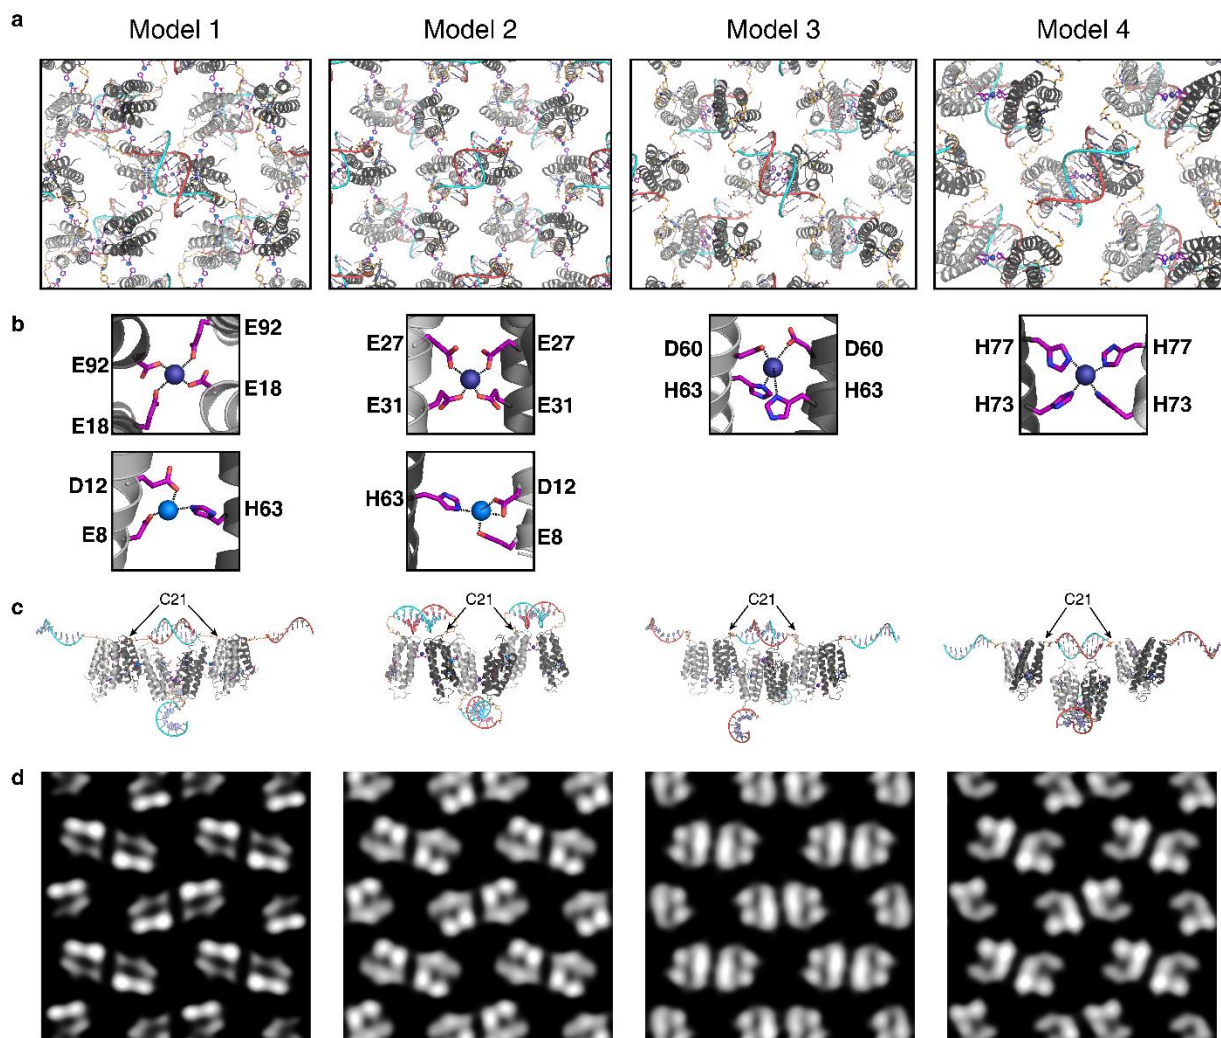 a
Model 1 Model 2 Model 3 Model 4
b
E92 E27 E27 D60 D60 H77 H77
E92 E18 E31 E31 H63 H63 H73 H73
E18
D12 H63 H63 D12
E8 E8
c
C21 C21 C21 C21
d